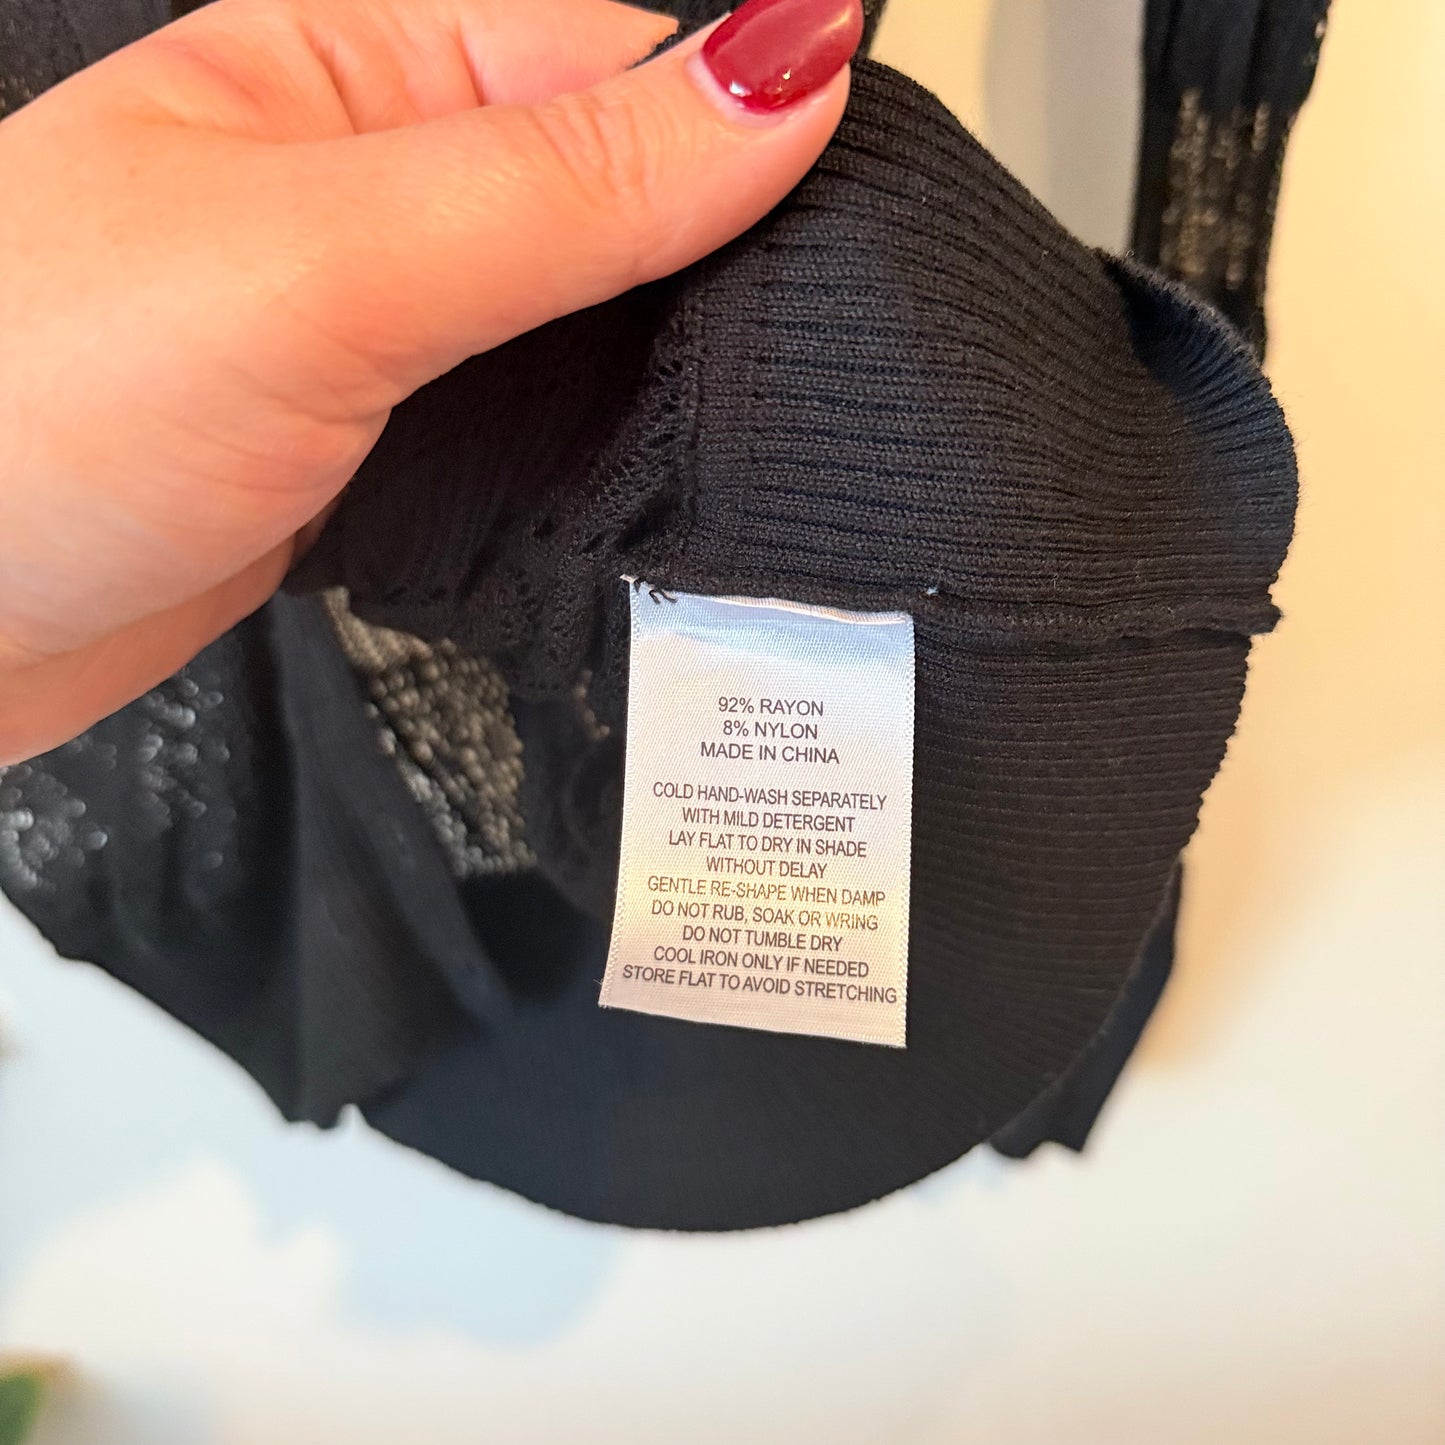 92% RAYON
8% NYLON
MADE IN CHINA
COLD HAND-WASH SEPARATELY
WITH MILD DETERGENT
LAY FLAT TO DRY IN SHADE
WITHOUT DELAY
GENTLE RE-SHAPE WHEN DAMP
DO NOT RUB, SOAK OR WRING
DO NOT TUMBLE DRY
COOL IRON ONLY IF NEEDED
STORE FLAT TO AVOID STRETCHING